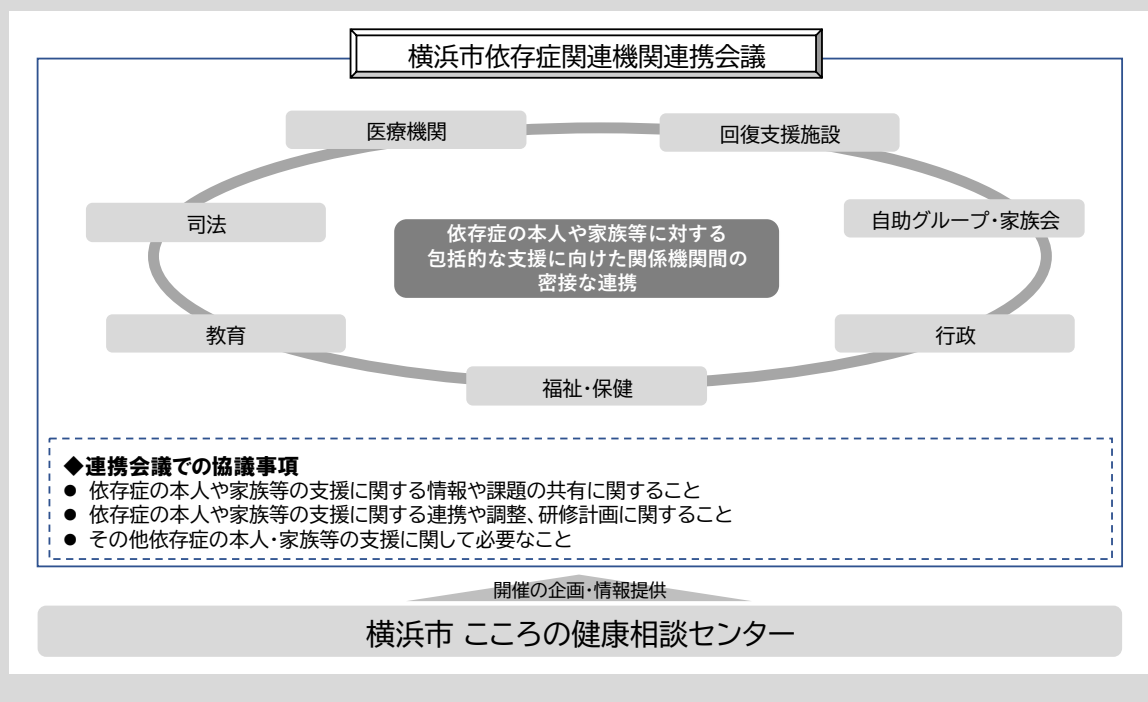 横浜市依存症関連機関連携会議
医療機関
回復支援施設
司法
自助グループ・家族会
依存症の本人や家族等に対する
包括的な支援に向けた関係機関間の
密接な連携
教育
行政
福祉・保健
◆連携会議での協議事項
● 依存症の本人や家族等の支援に関する情報や課題の共有に関すること
● 依存症の本人や家族等の支援に関する連携や調整、研修計画に関すること
● その他依存症の本人・家族等の支援に関して必要なこと
開催の企画・情報提供
横浜市 こころの健康相談センター